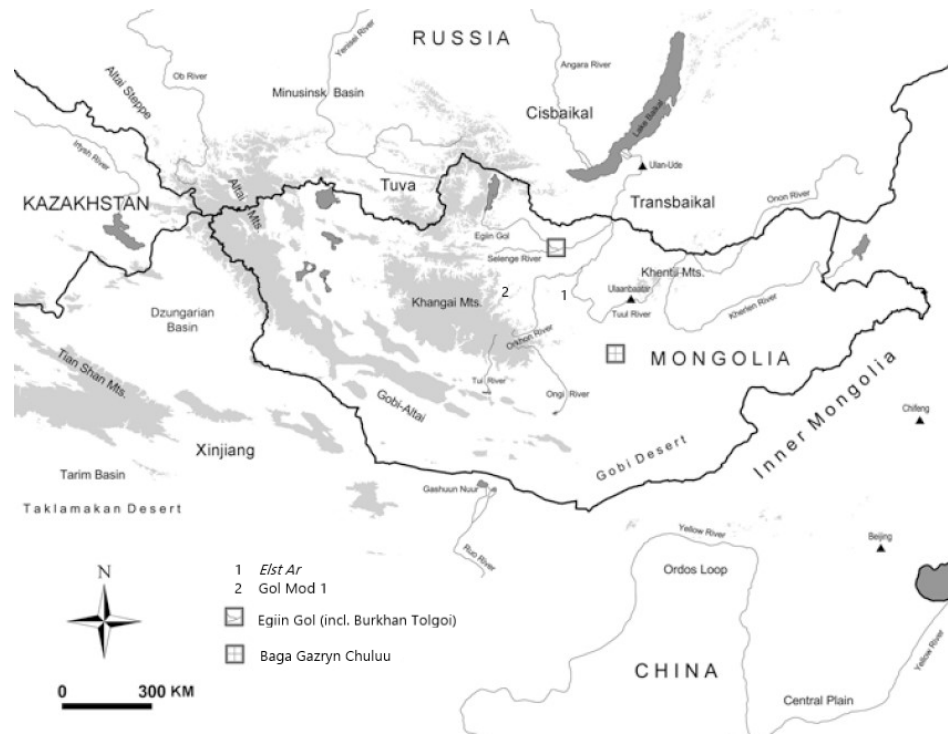 RUSSIA
Yenisei River
Ob River
Angara River
Altai Steppe
Minusinsk Basin
Cisbaikal
Lake Baikal
Irtysh River
Ulan-Ude
Tuva
KAZAKHSTAN
Altai Mts.
Transbaikal
Onon River
Egiin Gol
Selenge River
Khentii Mts.
2
1
Ulaanbaatar
Khangai Mts.
Dzungarian
Basin
Tuul River
Kherlen River
Orkhon River
MONGOLIA
Tian Shan Mts.
Tui River
Ongi River
Gobi-Altai
Inner Mongolia
Chifeng
Xinjiang
Gobi Desert
Tarim Basin
Gashuun Nuur
Taklamakan Desert
Yellow River
Beijing
Ruo River
Ordos Loop
N
1 Elst Ar
2 Gol Mod 1
Egiin Gol (incl. Burkhan Tolgoi)
Baga Gazryn Chuluu
Yellow River
CHINA
0 300 KM
Central Plain